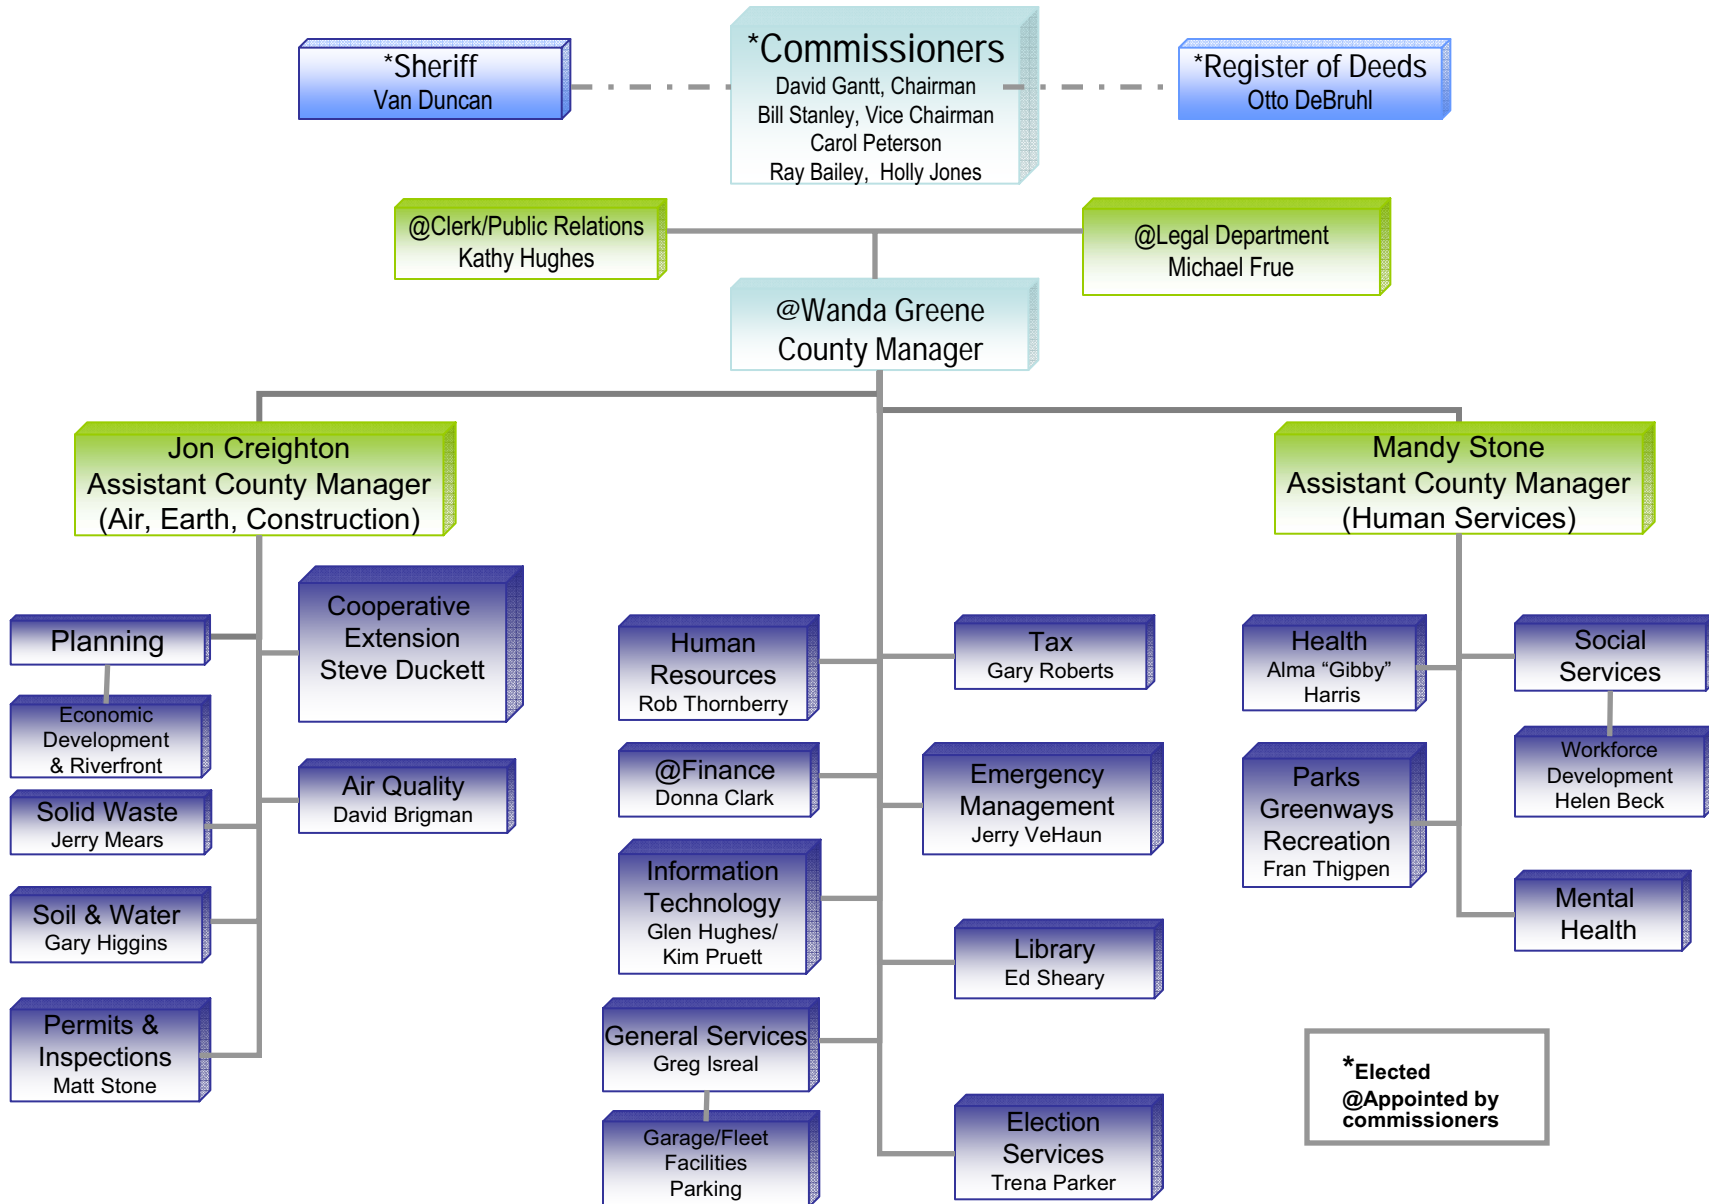 *Sheriff
Van Duncan
*Commissioners
David Gantt, Chairman
Bill Stanley, Vice Chairman
Carol Peterson
Ray Bailey, Holly Jones
*Register of Deeds
Otto DeBruhl
@Clerk/Public Relations
Kathy Hughes
@Legal Department
Michael Frue
@Wanda Greene
County Manager
Jon Creighton
Assistant County Manager
(Air, Earth, Construction)
Mandy Stone
Assistant County Manager
(Human Services)
Planning
Economic
Development
& Riverfront
Solid Waste
Jerry Mears
Soil & Water
Gary Higgins
Permits &
Inspections
Matt Stone
Cooperative
Extension
Steve Duckett
Air Quality
David Brigman
Human
Resources
Rob Thornberry
@Finance
Donna Clark
Information
Technology
Glen Hughes/
Kim Pruett
General Services
Greg Isreal
Garage/Fleet
Facilities
Parking
Tax
Gary Roberts
Emergency
Management
Jerry VeHaun
Library
Ed Sheary
Election
Services
Trena Parker
Health
Alma “Gibby”
Harris
Parks
Greenways
Recreation
Fran Thigpen
Social
Services
Workforce
Development
Helen Beck
Mental
Health
*Elected
@Appointed by
commissioners